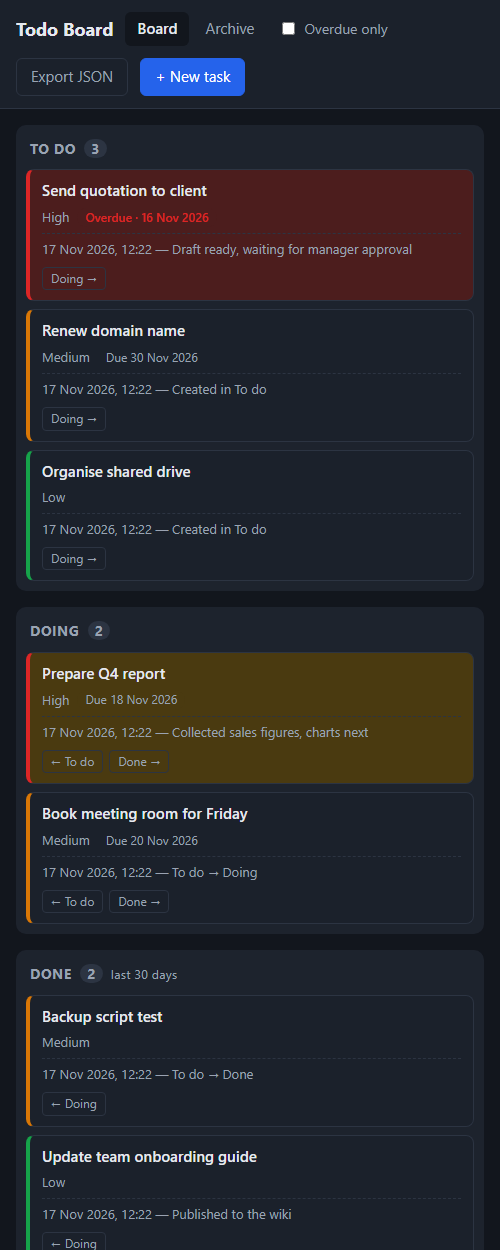 Todo Board Board Archive Overdue only
Export JSON + New task
TO DO 3
Send quotation to client
High Overdue · 16 Nov 2026
17 Nov 2026, 12:22 — Draft ready, waiting for manager approval
Doing →
Renew domain name
Medium Due 30 Nov 2026
17 Nov 2026, 12:22 — Created in To do
Doing →
Organise shared drive
Low
17 Nov 2026, 12:22 — Created in To do
Doing →
DOING 2
Prepare Q4 report
High Due 18 Nov 2026
17 Nov 2026, 12:22 — Collected sales figures, charts next
← To do Done →
Book meeting room for Friday
Medium Due 20 Nov 2026
17 Nov 2026, 12:22 — To do → Doing
← To do Done →
DONE 2 last 30 days
Backup script test
Medium
17 Nov 2026, 12:22 — To do → Done
← Doing
Update team onboarding guide
Low
17 Nov 2026, 12:22 — Published to the wiki
← Doing